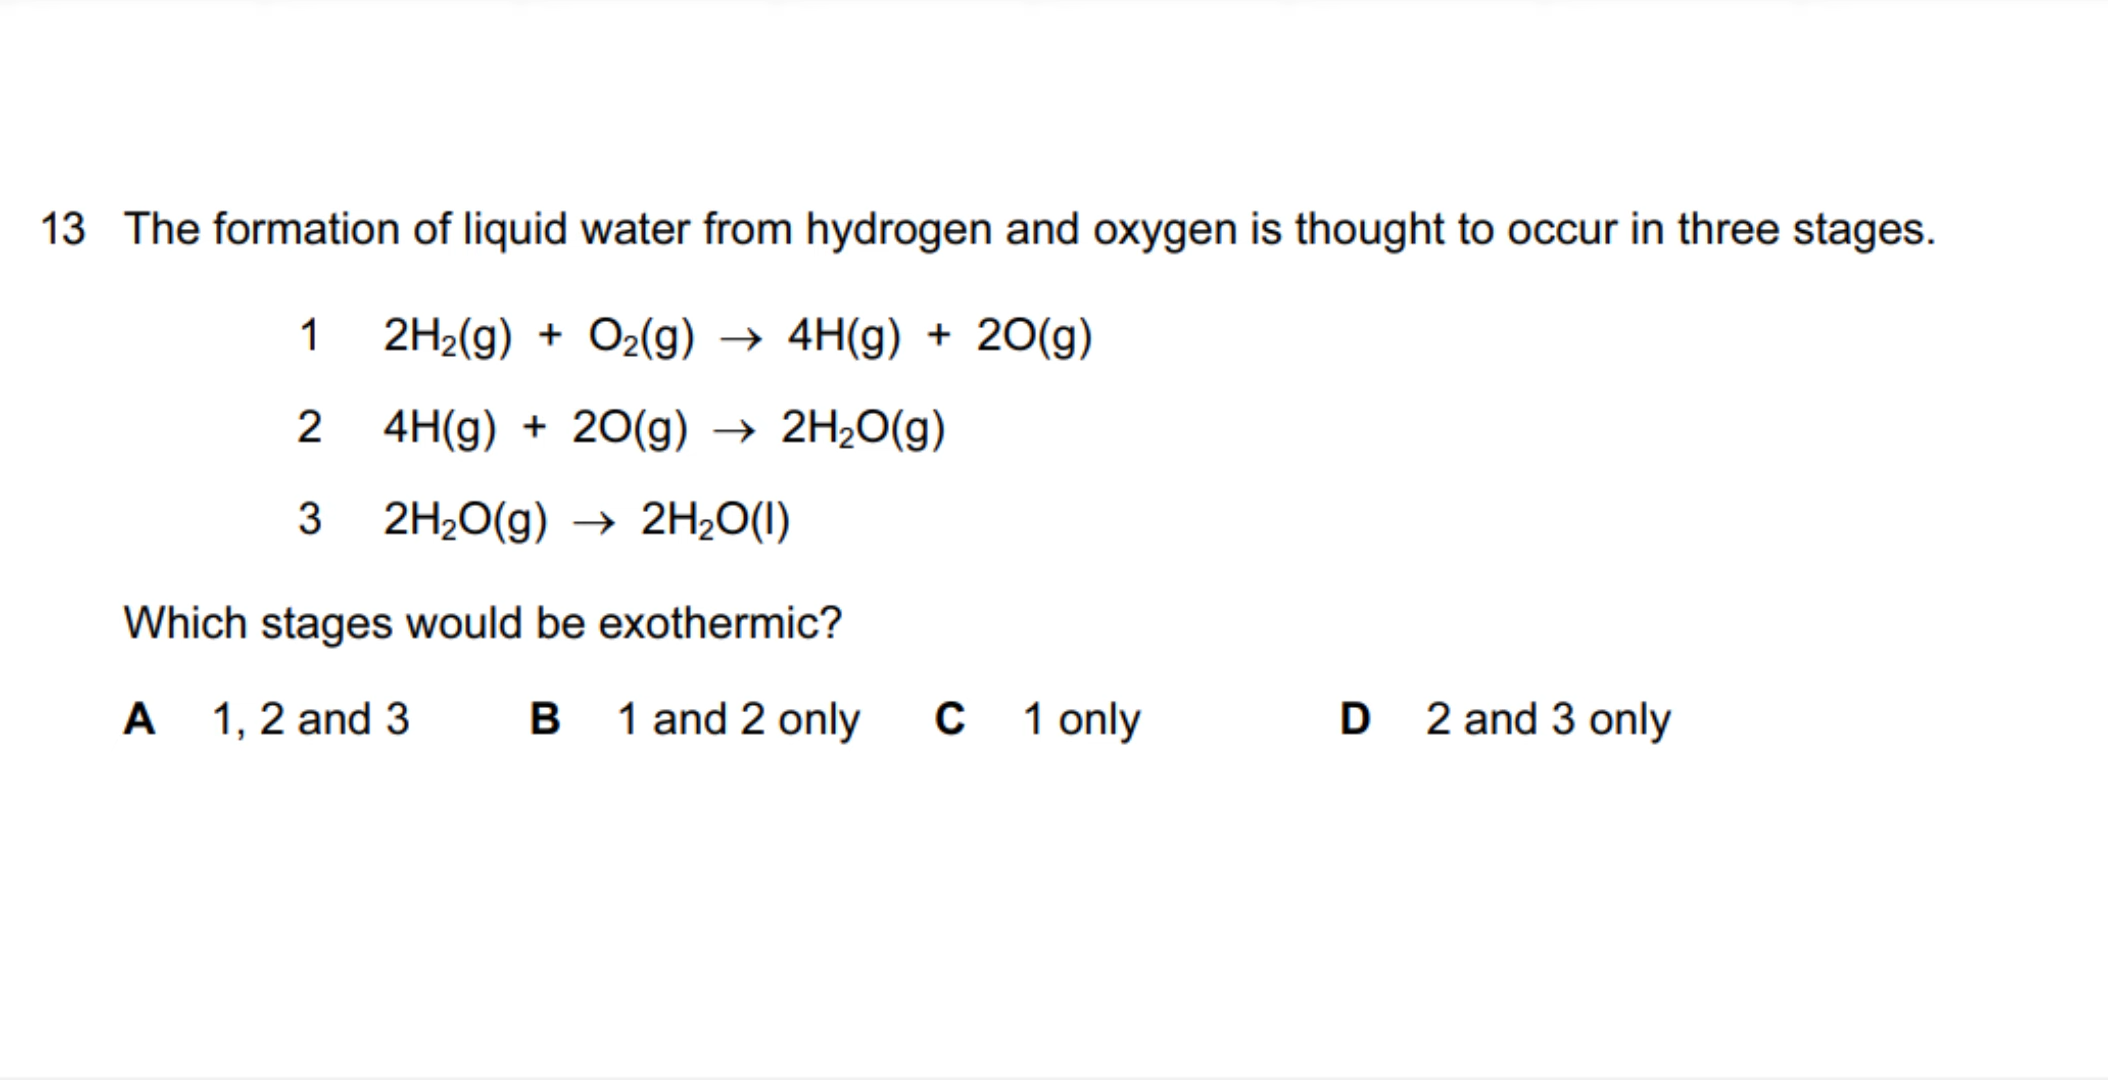 13 The formation of liquid water from hydrogen and oxygen is thought to occur in three stages.
1 2H₂(g) + O₂(g) → 4H(g) + 2O(g)
2 4H(g) + 2O(g) → 2H₂O(g)
3 2H₂O(g) → 2H₂O(l)
Which stages would be exothermic?
A 1, 2 and 3 B 1 and 2 only C 1 only D 2 and 3 only